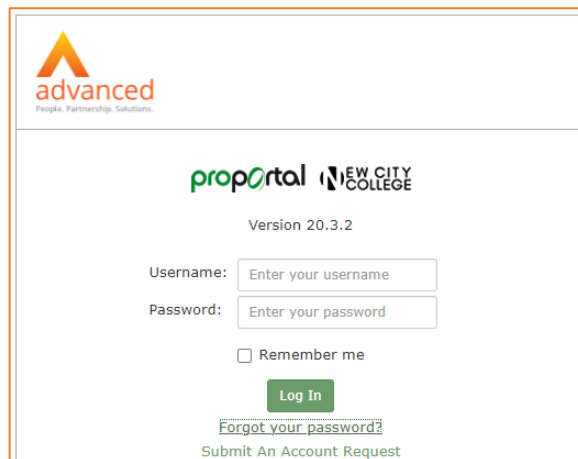 advanced
People. Partnership. Solutions.
proportal NEW CITY COLLEGE
Version 20.3.2
Username: Enter your username
Password: Enter your password
Remember me
Log In
Forgot your password?
Submit An Account Request